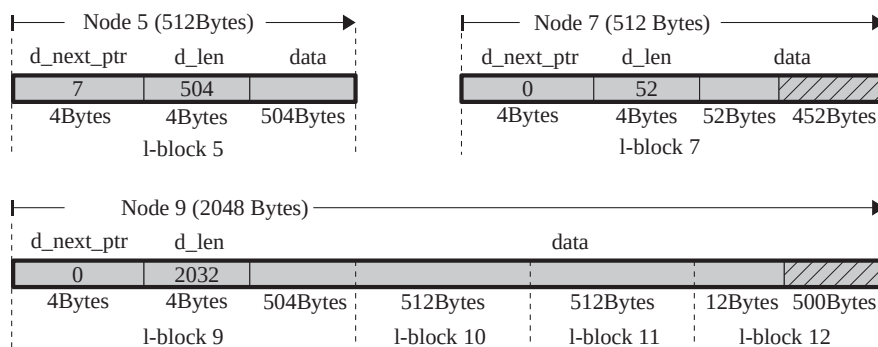 Node 5 (512Bytes) Node 7 (512 Bytes)
d_next_ptr d_len data d_next_ptr d_len data
7 504 0 52
4Bytes 4Bytes 504Bytes 4Bytes 4Bytes 52Bytes 452Bytes
l-block 5 l-block 7
Node 9 (2048 Bytes)
d_next_ptr d_len data
0 2032
4Bytes 4Bytes 504Bytes 512Bytes 512Bytes 12Bytes 500Bytes
l-block 9 l-block 10 l-block 11 l-block 12